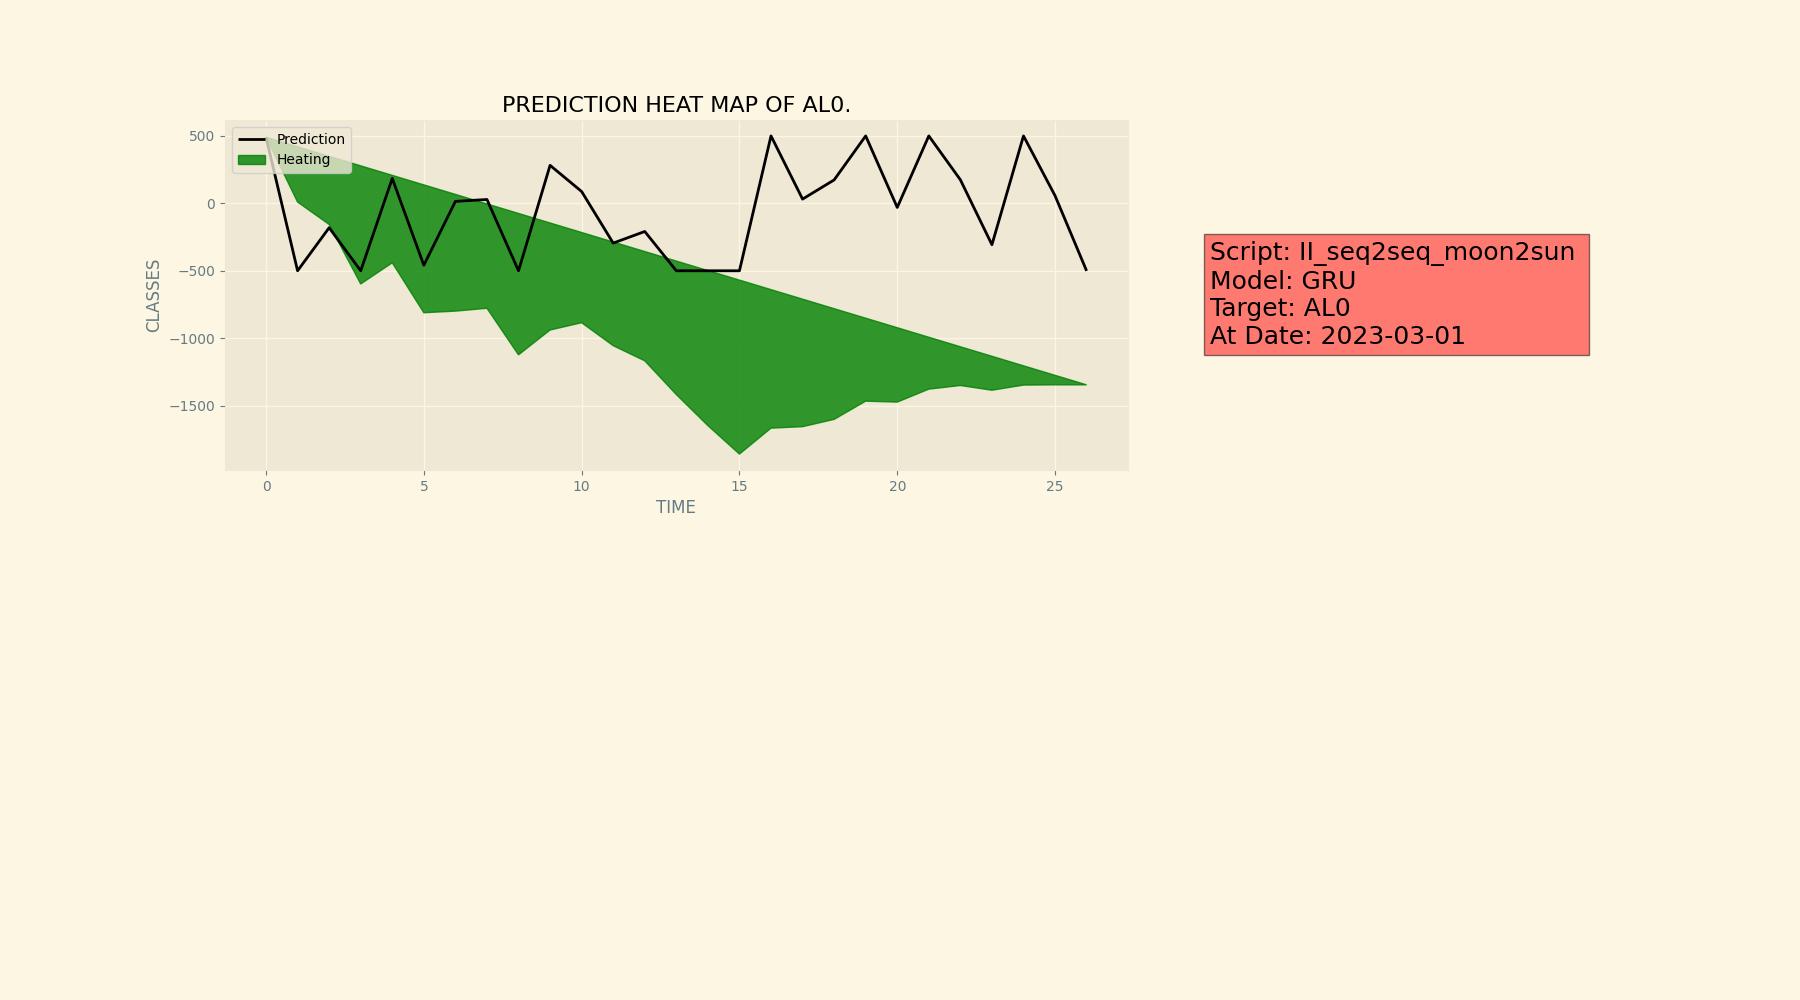 PREDICTION HEAT MAP OF AL0.
Prediction
Heating
500
0
−500
−1000
−1500
CLASSES
0 5 10 15 20 25
TIME
Script: II_seq2seq_moon2sun
Model: GRU
Target: AL0
At Date: 2023-03-01